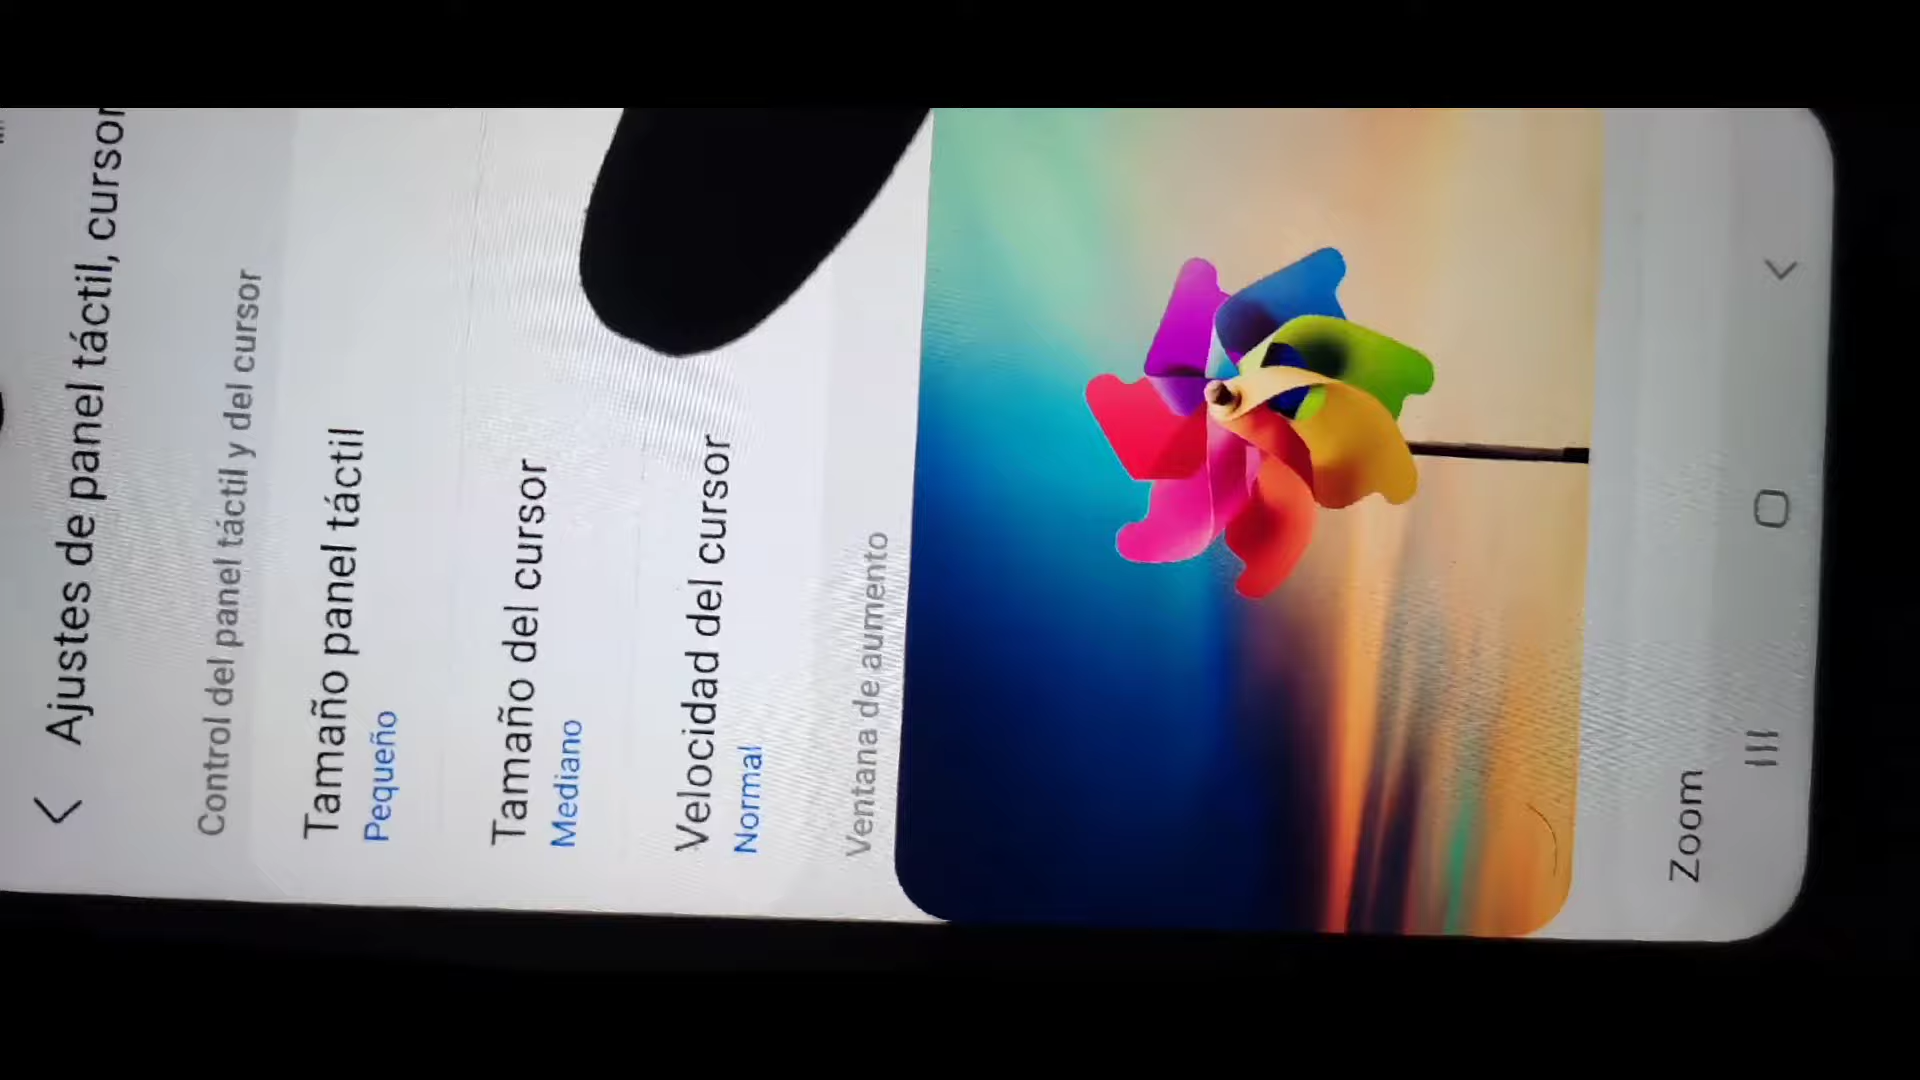 Ajustes de panel táctil, cursor
Control del panel táctil y del cursor
Tamaño panel táctil
Pequeño
Tamaño del cursor
Mediano
Velocidad del cursor
Normal
Ventana de aumento
Zoom